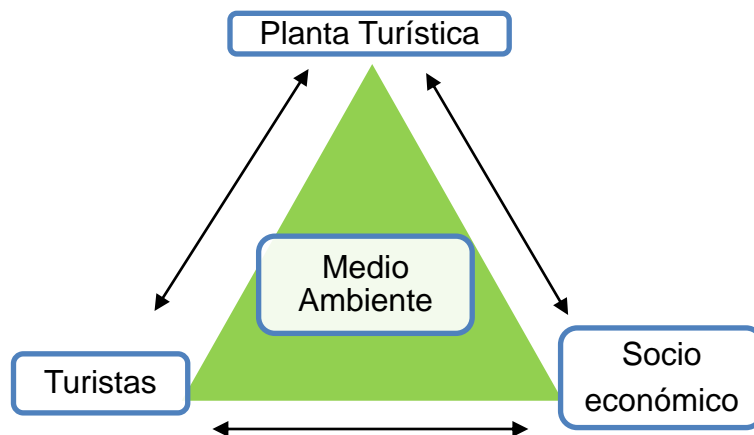 Planta Turística
Medio
Ambiente
Turistas
Socio
económico